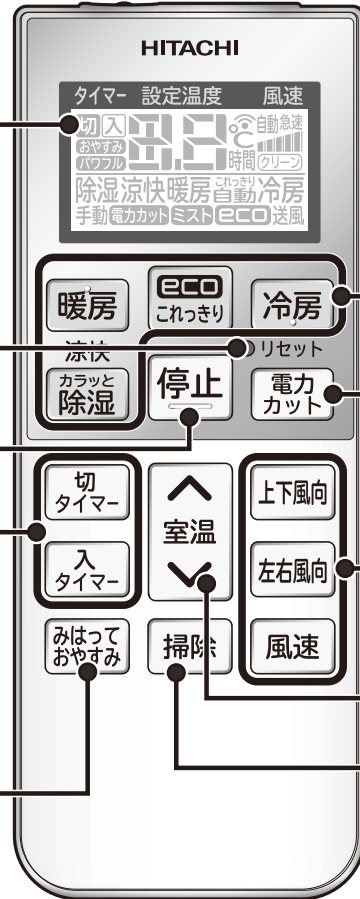 HITACHI
タイマー 設定温度 風速
切 入 8.8 ℃ 自動 急速
おやすみ
パワフル 時間 クリーン
除湿 涼快 暖房 これっきり自動 冷房
手動 電力カット ミスト eco 送風
暖房
eco
これっきり
冷房
涼快
リセット
カラッと
除湿
停止
電力
カット
切
タイマー
室温
上下風向
入
タイマー
左右風向
みはって
おやすみ
掃除
風速